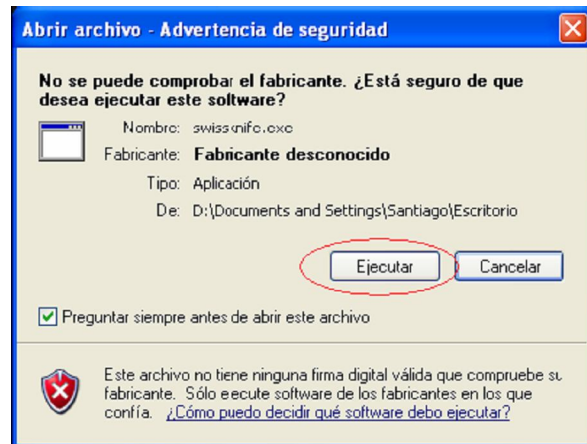 Abrir archivo - Advertencia de seguridad
No se puede comprobar el fabricante. ¿Está seguro de que
desea ejecutar este software?
Nombre: swissknife.exe
Fabricante: Fabricante desconocido
Tipo: Aplicación
De: D:\Documents and Settings\Santiago\Escritorio
Ejecutar Cancelar
Preguntar siempre antes de abrir este archivo
Este archivo no tiene ninguna firma digital válida que compruebe su
fabricante. Sólo ejecute software de los fabricantes en los que
confía. ¿Cómo puedo decidir qué software debo ejecutar?